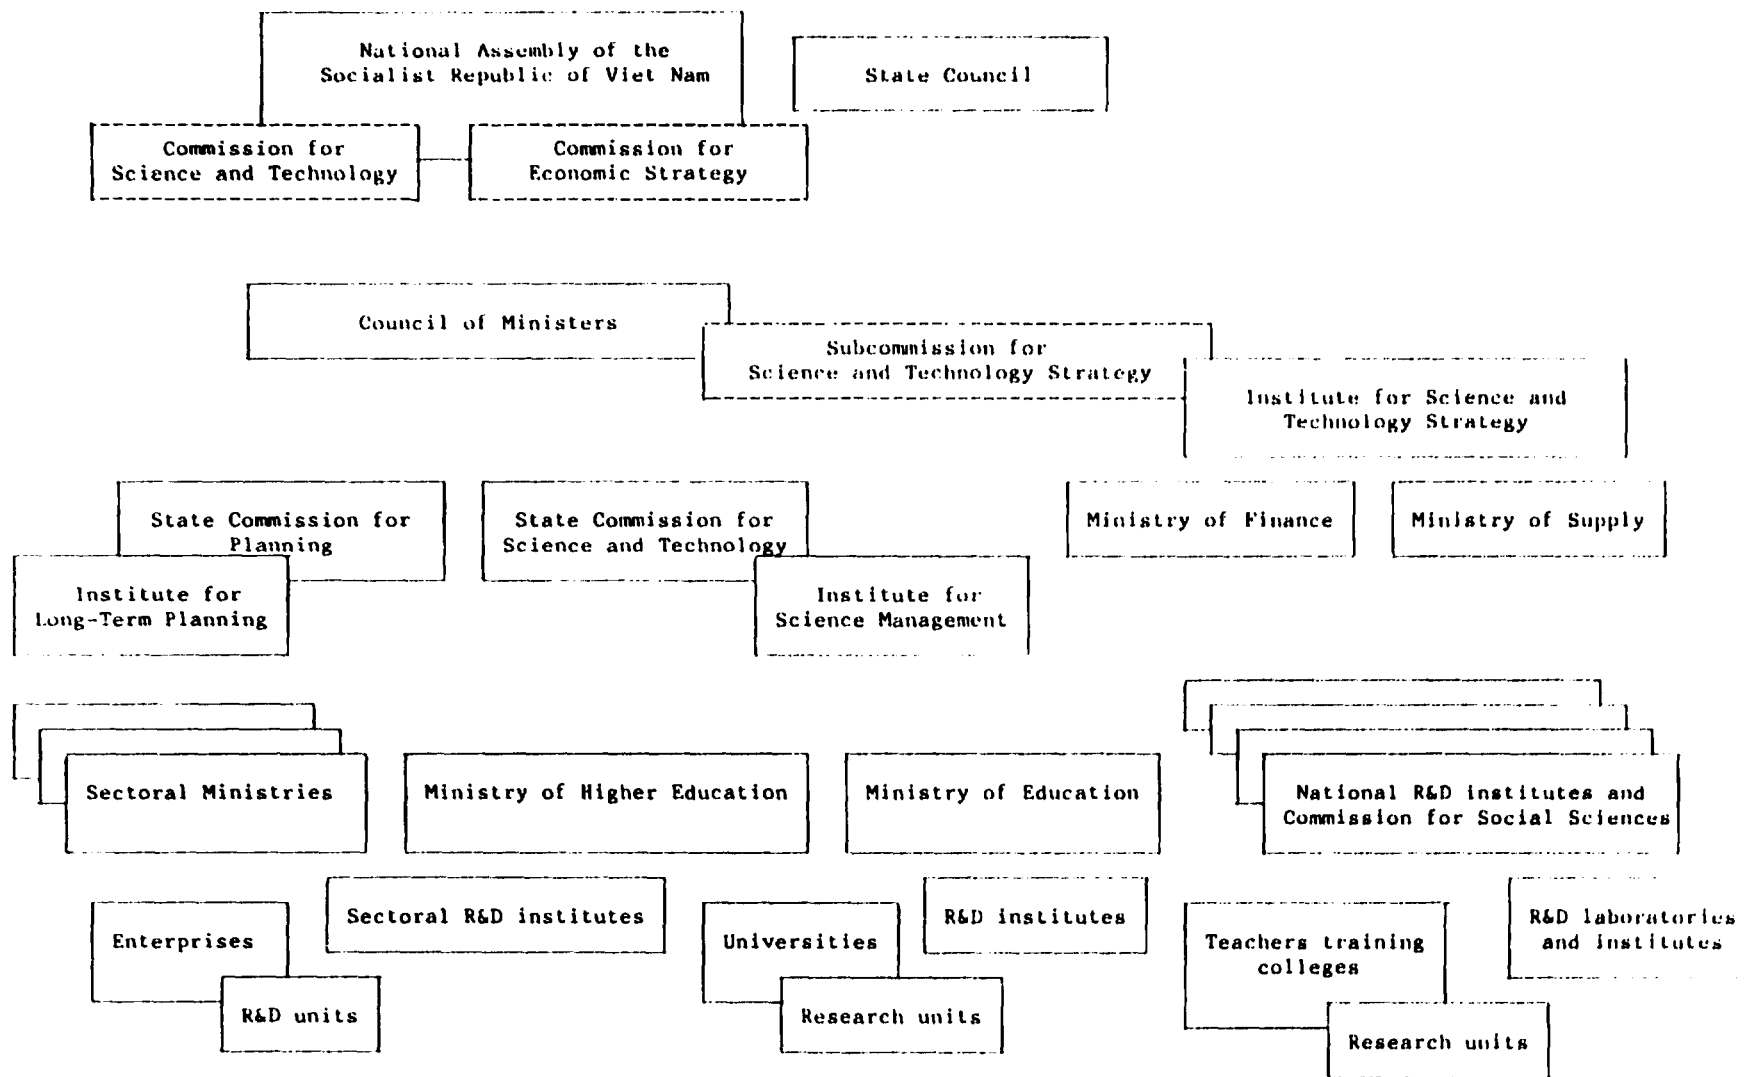 National Assembly of the
Socialist Republic of Viet Nam
State Council
Commission for
Science and Technology
Commission for
Economic Strategy
Council of Ministers
Subcommission for
Science and Technology Strategy
Institute for Science and
Technology Strategy
State Commission for
Planning
State Commission for
Science and Technology
Ministry of Finance
Ministry of Supply
Institute for
Long-Term Planning
Institute for
Science Management
Sectoral Ministries
Ministry of Higher Education
Ministry of Education
National R&D institutes and
Commission for Social Sciences
Enterprises
Sectoral R&D institutes
R&D units
Universities
R&D institutes
Research units
Teachers training
colleges
R&D laboratories
and institutes
Research units